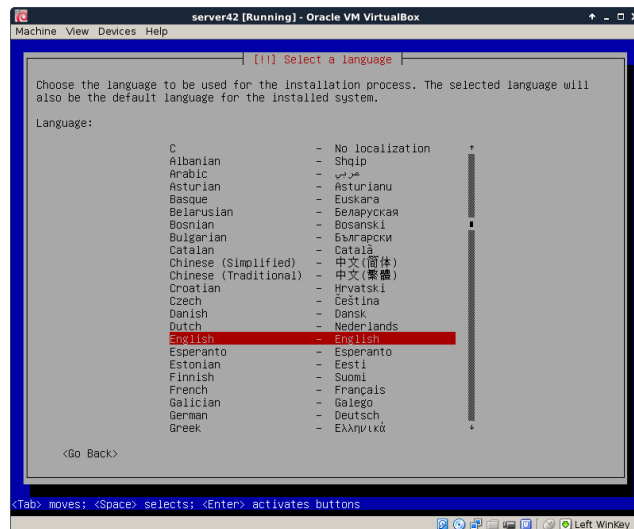 server42 [Running] - Oracle VM VirtualBox
Machine View Devices Help
[!!] Select a language
Choose the language to be used for the installation process. The selected language will
also be the default language for the installed system.
Language:
C - No localization
Albanian - Shqip
Arabic - عربي
Asturian - Asturianu
Basque - Euskara
Belarusian - Беларуская
Bosnian - Bosanski
Bulgarian - Български
Catalan - Català
Chinese (Simplified) - 中文(简体)
Chinese (Traditional) - 中文(繁體)
Croatian - Hrvatski
Czech - Čeština
Danish - Dansk
Dutch - Nederlands
English - English
Esperanto - Esperanto
Estonian - Eesti
Finnish - Suomi
French - Français
Galician - Galego
German - Deutsch
Greek - Ελληνικά
<Go Back>
<Tab> moves; <Space> selects; <Enter> activates buttons
Left WinKey